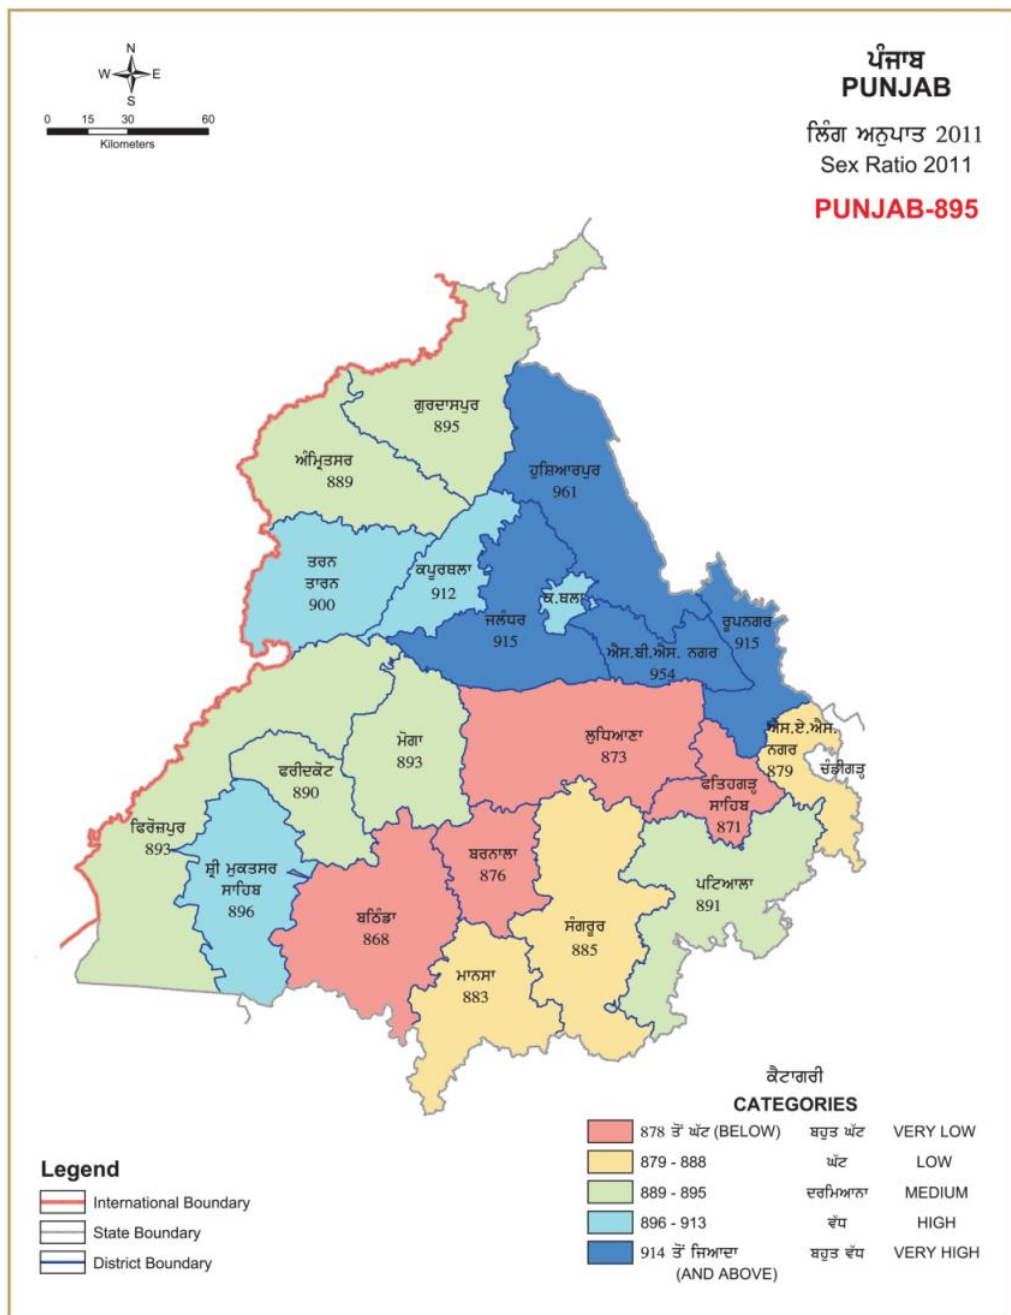 N
W E
S
0 15 30 60
Kilometers
ਪੰਜਾਬ
PUNJAB
ਲਿੰਗ ਅਨੁਪਾਤ 2011
Sex Ratio 2011
PUNJAB-895
ਗੁਰਦਾਸਪੁਰ
895
ਅੰਮ੍ਰਿਤਸਰ
889
ਹੁਸ਼ਿਆਰਪੁਰ
961
ਤਰਨ
ਤਾਰਨ
900
ਕਪੂਰਥਲਾ
912
ਕ.ਥਲਾ
ਜਲੰਧਰ
915
ਰੂਪਨਗਰ
915
ਐਸ.ਬੀ.ਐਸ. ਨਗਰ
954
ਮੋਗਾ
893
ਲੁਧਿਆਣਾ
873
ਐਸ.ਏ.ਐਸ.
ਨਗਰ
879
ਚੰਡੀਗੜ੍ਹ
ਫਰੀਦਕੋਟ
890
ਫਤਿਹਗੜ੍ਹ
ਸਾਹਿਬ
871
ਫਿਰੋਜ਼ਪੁਰ
893
ਸ਼੍ਰੀ ਮੁਕਤਸਰ
ਸਾਹਿਬ
896
ਬਰਨਾਲਾ
876
ਪਟਿਆਲਾ
891
ਬਠਿੰਡਾ
868
ਸੰਗਰੂਰ
885
ਮਾਨਸਾ
883
ਕੈਟਾਗਰੀ
CATEGORIES
878 ਤੋਂ ਘੱਟ (BELOW) ਬਹੁਤ ਘੱਟ VERY LOW
879 - 888 ਘੱਟ LOW
889 - 895 ਦਰਮਿਆਨਾ MEDIUM
896 - 913 ਵੱਧ HIGH
914 ਤੋਂ ਜਿਆਦਾ ਬਹੁਤ ਵੱਧ VERY HIGH
(AND ABOVE)
Legend
International Boundary
State Boundary
District Boundary